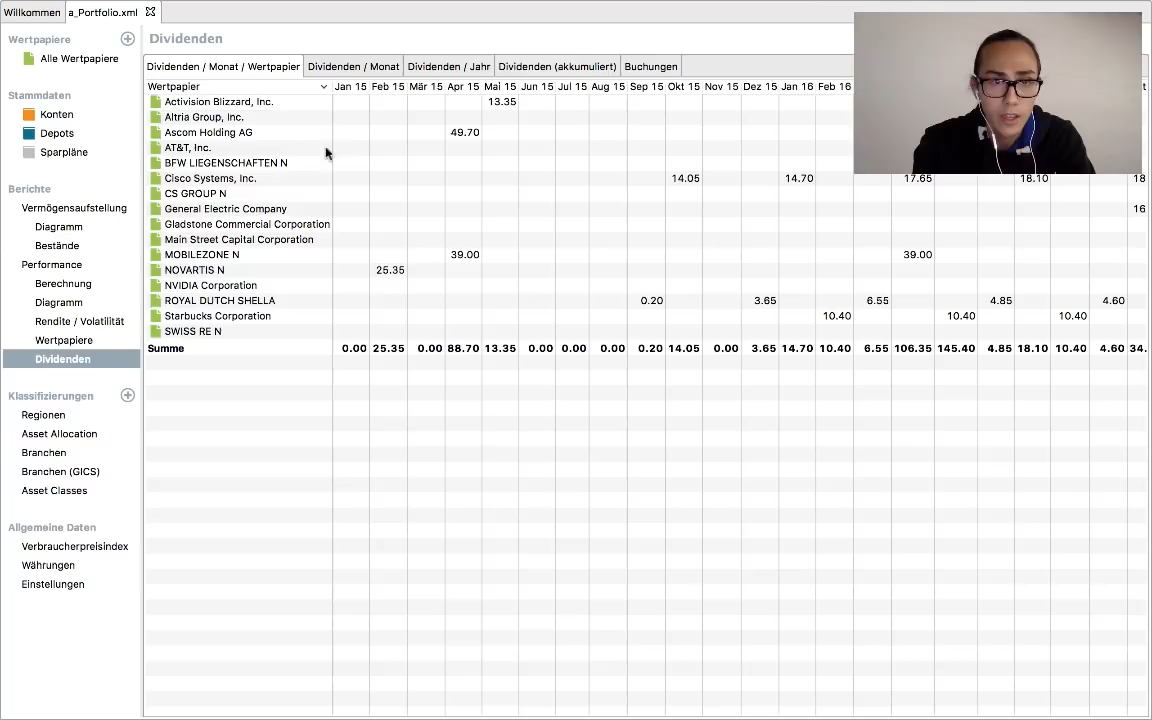 Willkommen a_Portfolio.xml
Wertpapiere
Alle Wertpapiere
Stammdaten
Konten
Depots
Sparpläne
Berichte
Vermögensaufstellung
Diagramm
Bestände
Performance
Berechnung
Diagramm
Rendite / Volatilität
Wertpapiere
Dividenden
Klassifizierungen
Regionen
Asset Allocation
Branchen
Branchen (GICS)
Asset Classes
Allgemeine Daten
Verbraucherpreisindex
Währungen
Einstellungen
Dividenden
Dividenden / Monat / Wertpapier Dividenden / Monat Dividenden / Jahr Dividenden (akkumuliert) Buchungen
Wertpapier Jan 15 Feb 15 Mär 15 Apr 15 Mai 15 Jun 15 Jul 15 Aug 15 Sep 15 Okt 15 Nov 15 Dez 15 Jan 16 Feb 16
Activision Blizzard, Inc. 13.35
Altria Group, Inc.
Ascom Holding AG 49.70
AT&T, Inc.
BFW LIEGENSCHAFTEN N
Cisco Systems, Inc. 14.05 14.70 17.65 18.10 18
CS GROUP N
General Electric Company 16
Gladstone Commercial Corporation
Main Street Capital Corporation
MOBILEZONE N 39.00 39.00
NOVARTIS N 25.35
NVIDIA Corporation
ROYAL DUTCH SHELLA 0.20 3.65 6.55 4.85 4.60
Starbucks Corporation 10.40 10.40 10.40
SWISS RE N
Summe 0.00 25.35 0.00 88.70 13.35 0.00 0.00 0.00 0.20 14.05 0.00 3.65 14.70 10.40 6.55 106.35 145.40 4.85 18.10 10.40 4.60 34.